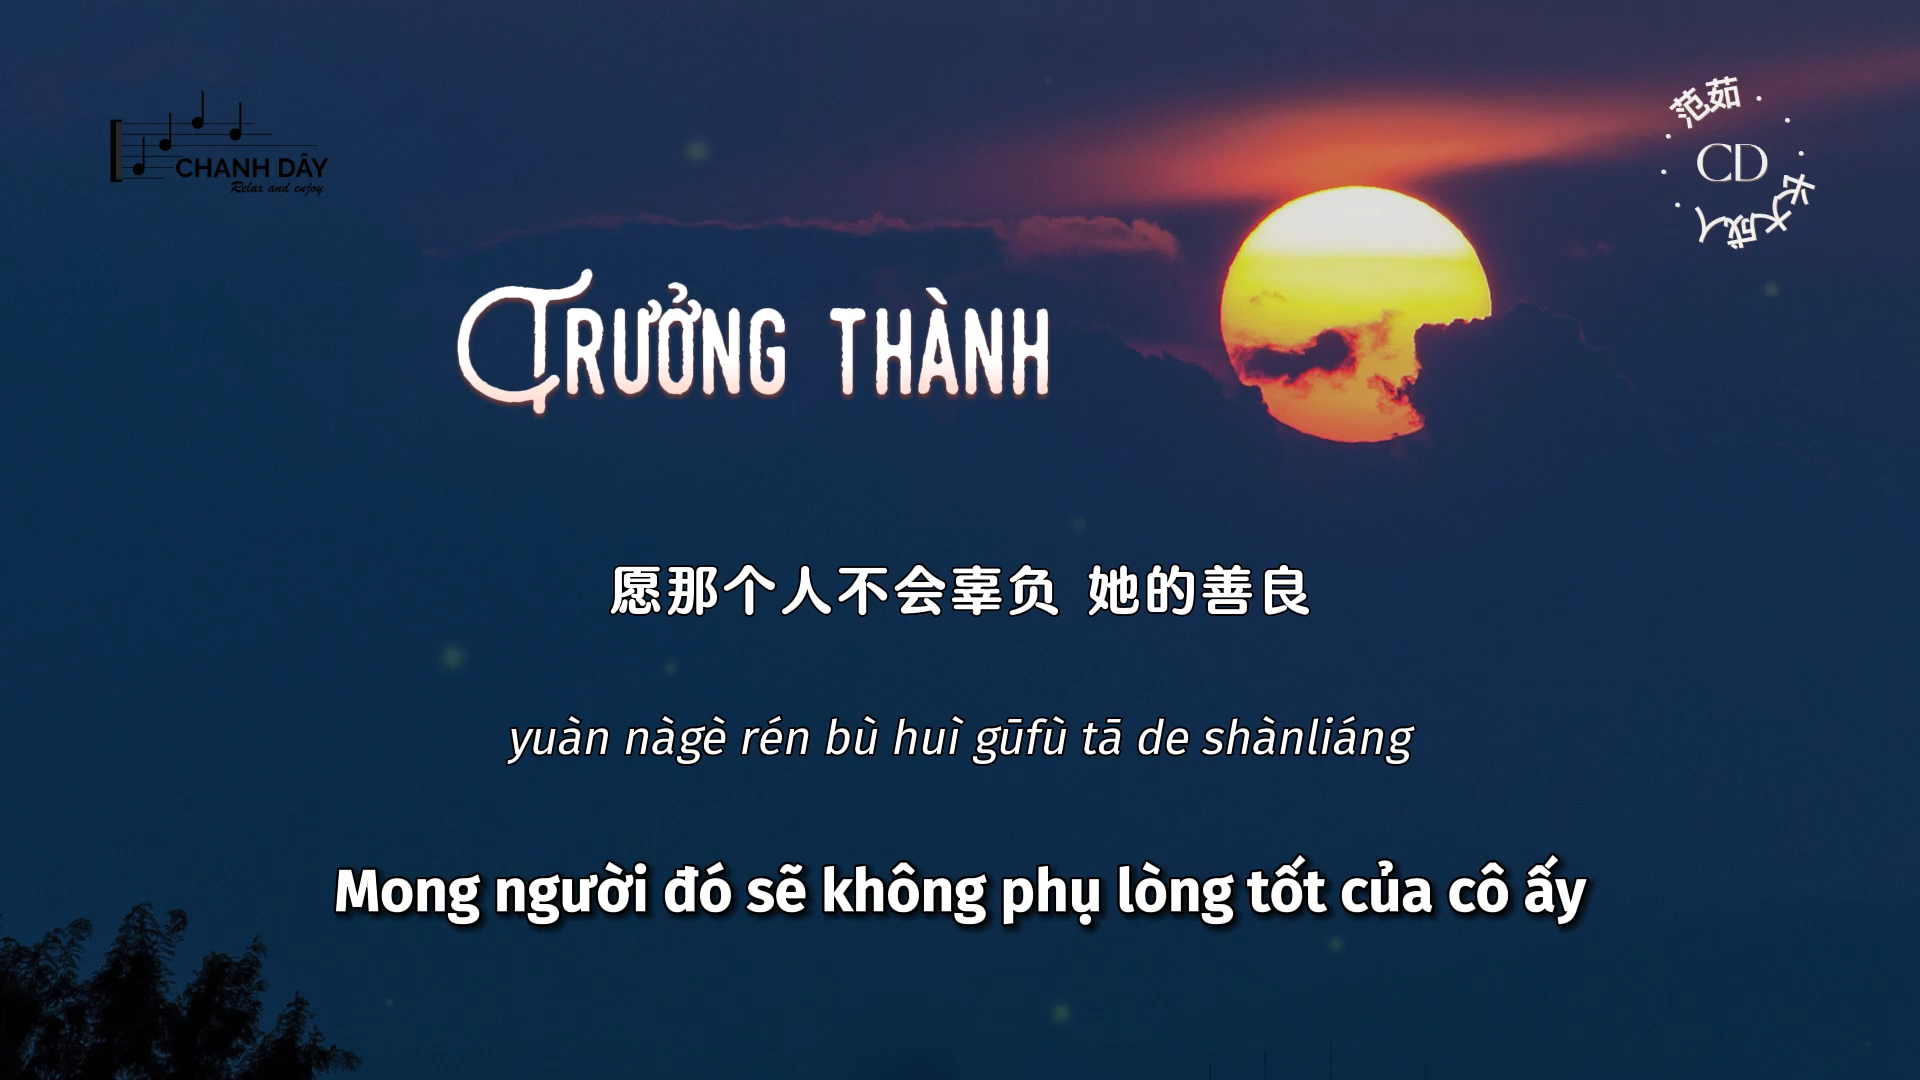 CHANH DÂY
Relax and enjoy
范茹
CD
长大成人
TRƯỞNG THÀNH
愿那个人不会辜负 她的善良
yuàn nàgè rén bù huì gūfù tā de shànliáng
Mong người đó sẽ không phụ lòng tốt của cô ấy